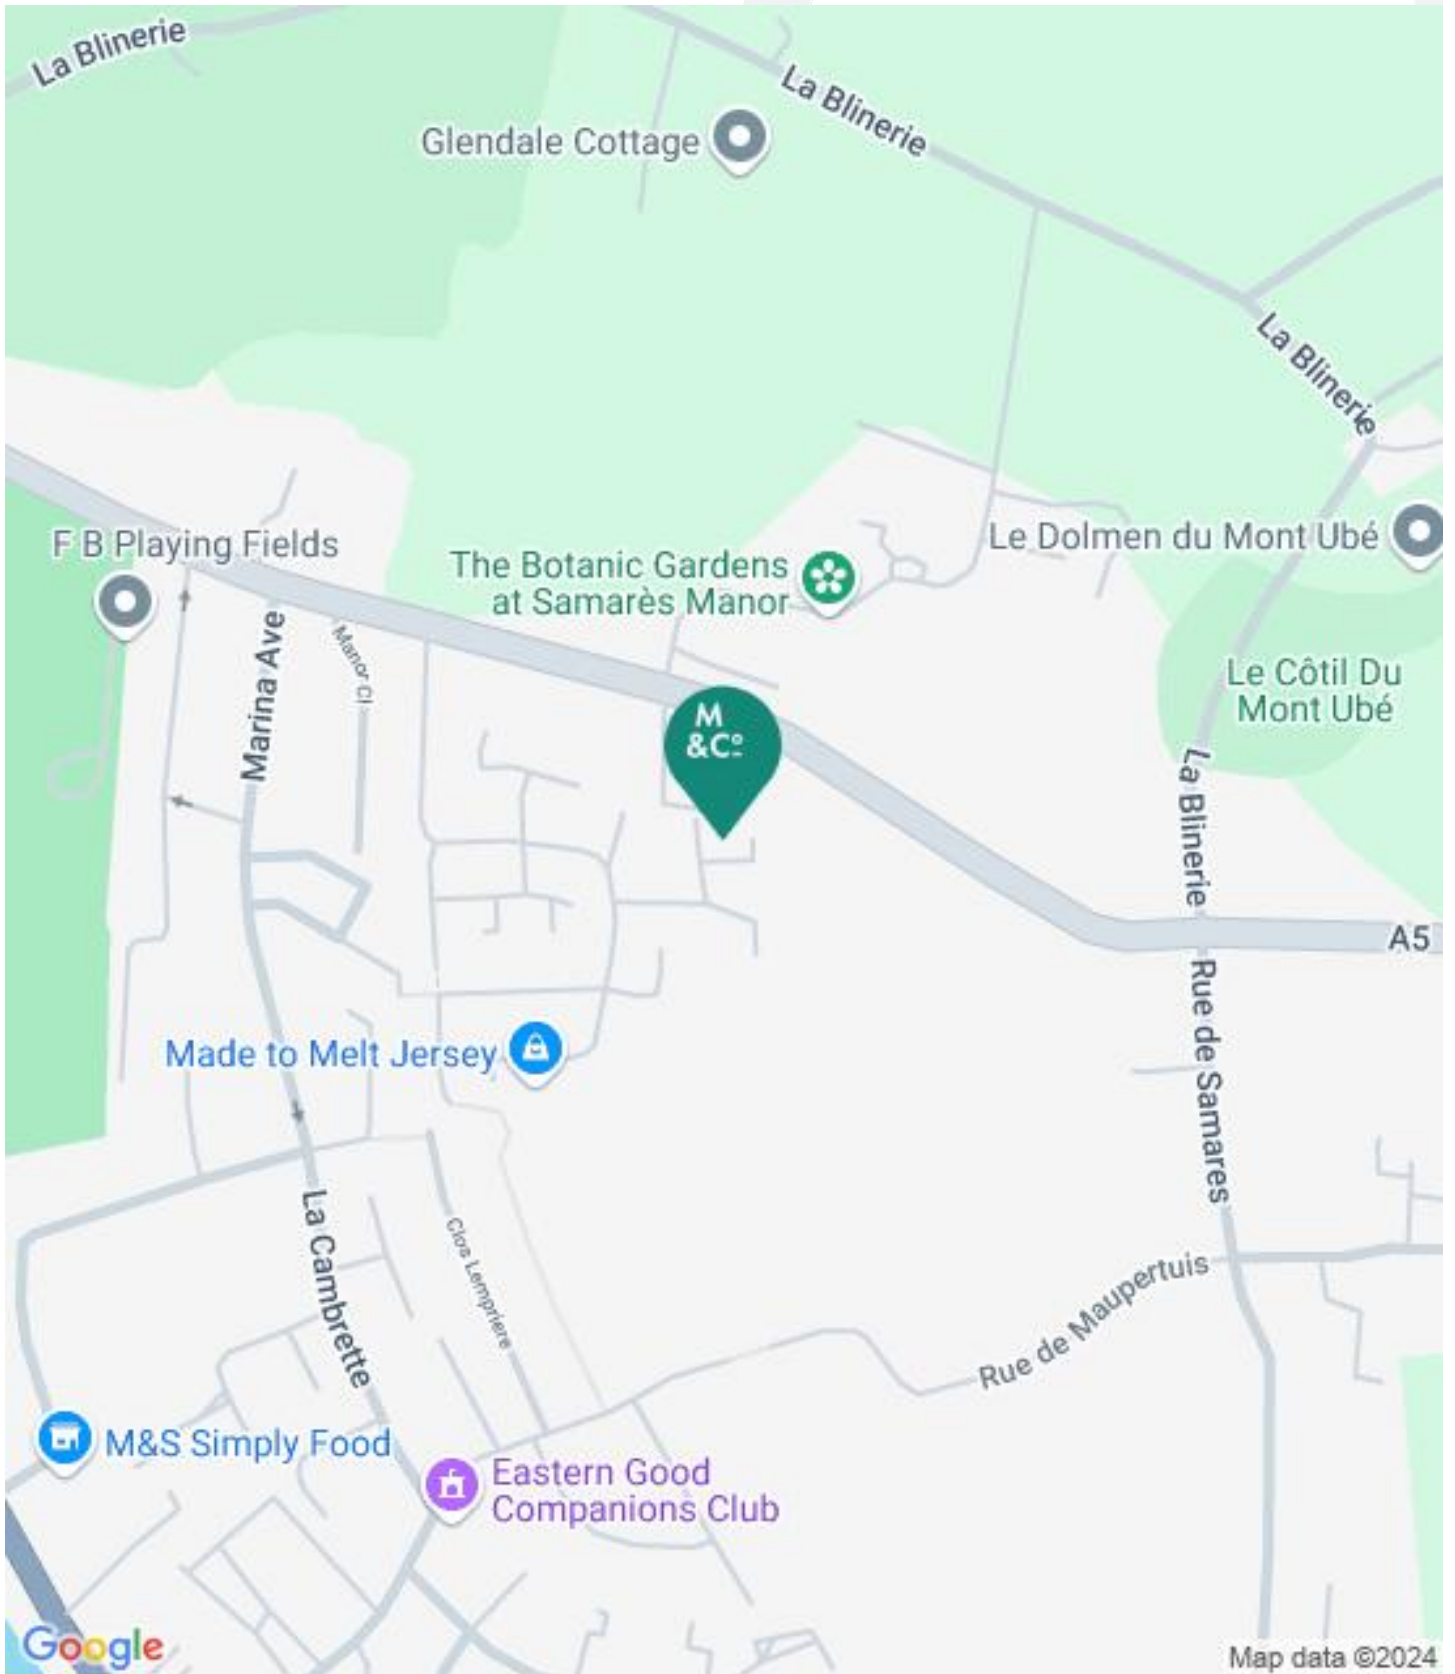 La Blinerie
La Blinerie
Glendale Cottage
La Blinerie
F B Playing Fields
Le Dolmen du Mont Ubé
The Botanic Gardens
at Samarès Manor
Marina Ave
Manor Cl
Le Côtil Du
Mont Ubé
M
&Cº
La Blinerie
A5
Rue de Samares
Made to Melt Jersey
La Cambrette
Clos Lempriere
Rue de Maupertuis
M&S Simply Food
Eastern Good
Companions Club
Google
Map data ©2024